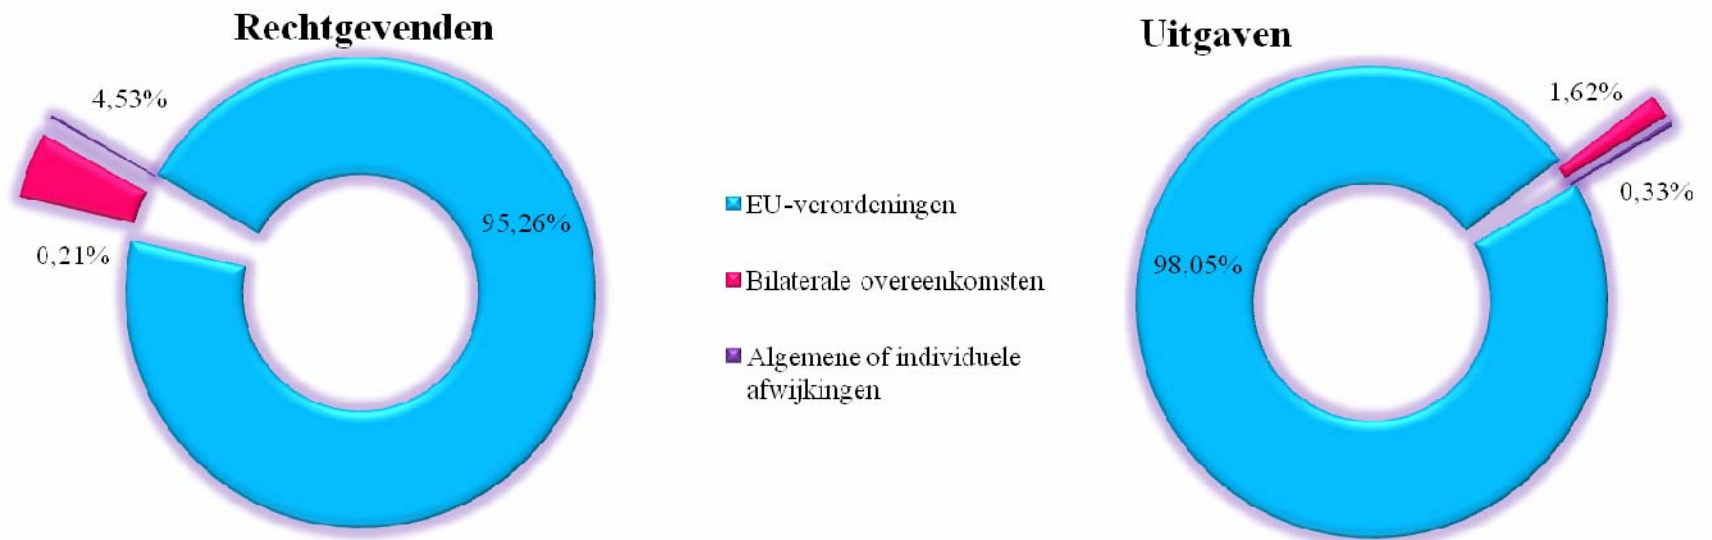 Rechtgevenden
4,53%
95,26%
0,21%
EU-verordeningen
Bilaterale overeenkomsten
Algemene of individuele
afwijkingen
Uitgaven
1,62%
0,33%
98,05%